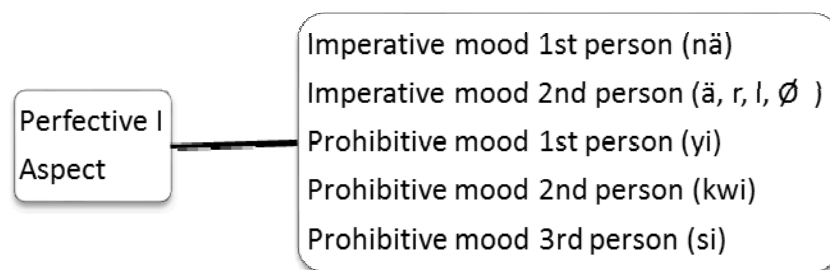 Perfective I
Aspect
Imperative mood 1st person (nä)
Imperative mood 2nd person (ä, r, l, Ø )
Prohibitive mood 1st person (yi)
Prohibitive mood 2nd person (kwi)
Prohibitive mood 3rd person (si)